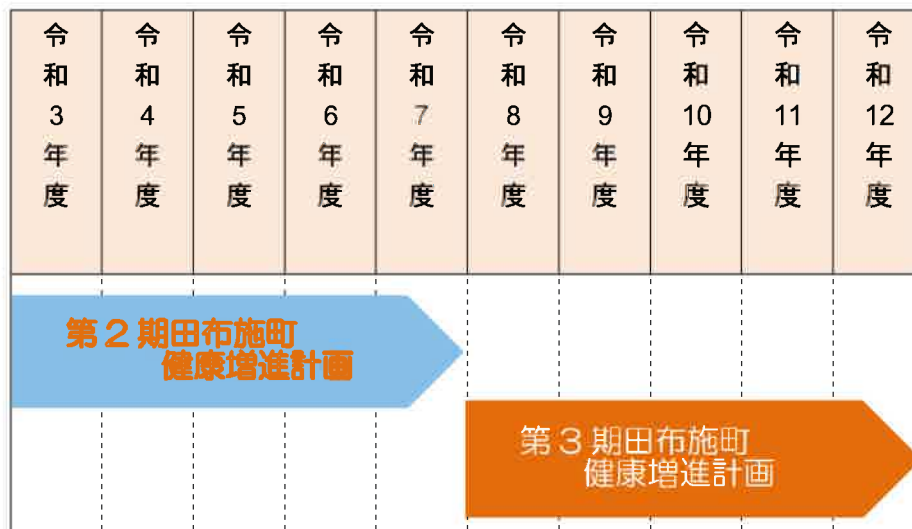 令和3年度
令和4年度
令和5年度
令和6年度
令和7年度
令和8年度
令和9年度
令和10年度
令和11年度
令和12年度
第2期田布施町
健康増進計画
第3期田布施町
健康増進計画